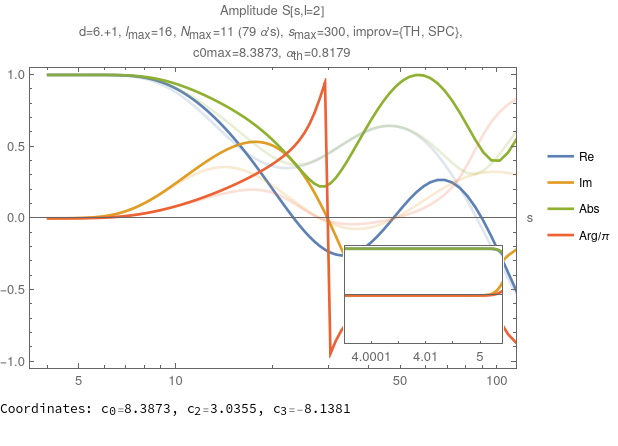 Amplitude S[s,l=2]
d=6.+1, lmax=16, Nmax=11 (79 α's), smax=300, improv={TH, SPC},
c0max=8.3873, αth=0.8179
1.0
0.5
0.0
−0.5
−1.0
5
10
50
100
s
4.0001
4.01
5
Re
Im
Abs
Arg/π
Coordinates: c0=8.3873, c2=3.0355, c3=−8.1381